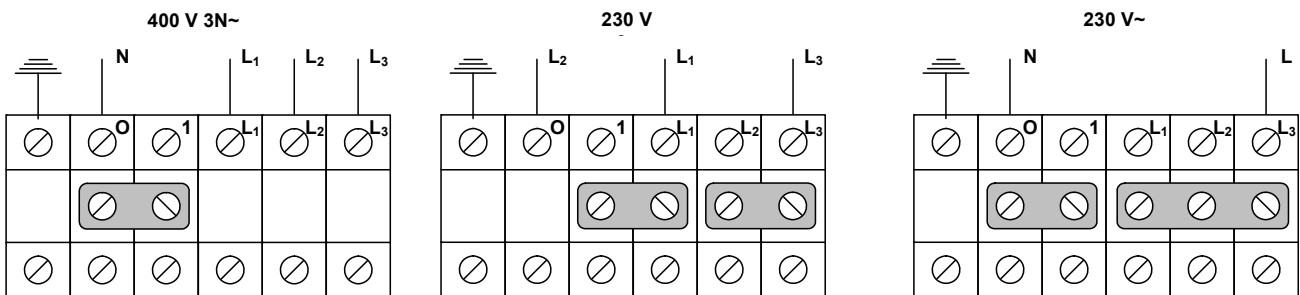 400 V 3N~ 230 V 230 V~
N L₁ L₂ L₃ L₂ L₁ L₃ N L
O 1 L₁ L₂ L₃ O 1 L₁ L₂ L₃ O 1 L₁ L₂ L₃